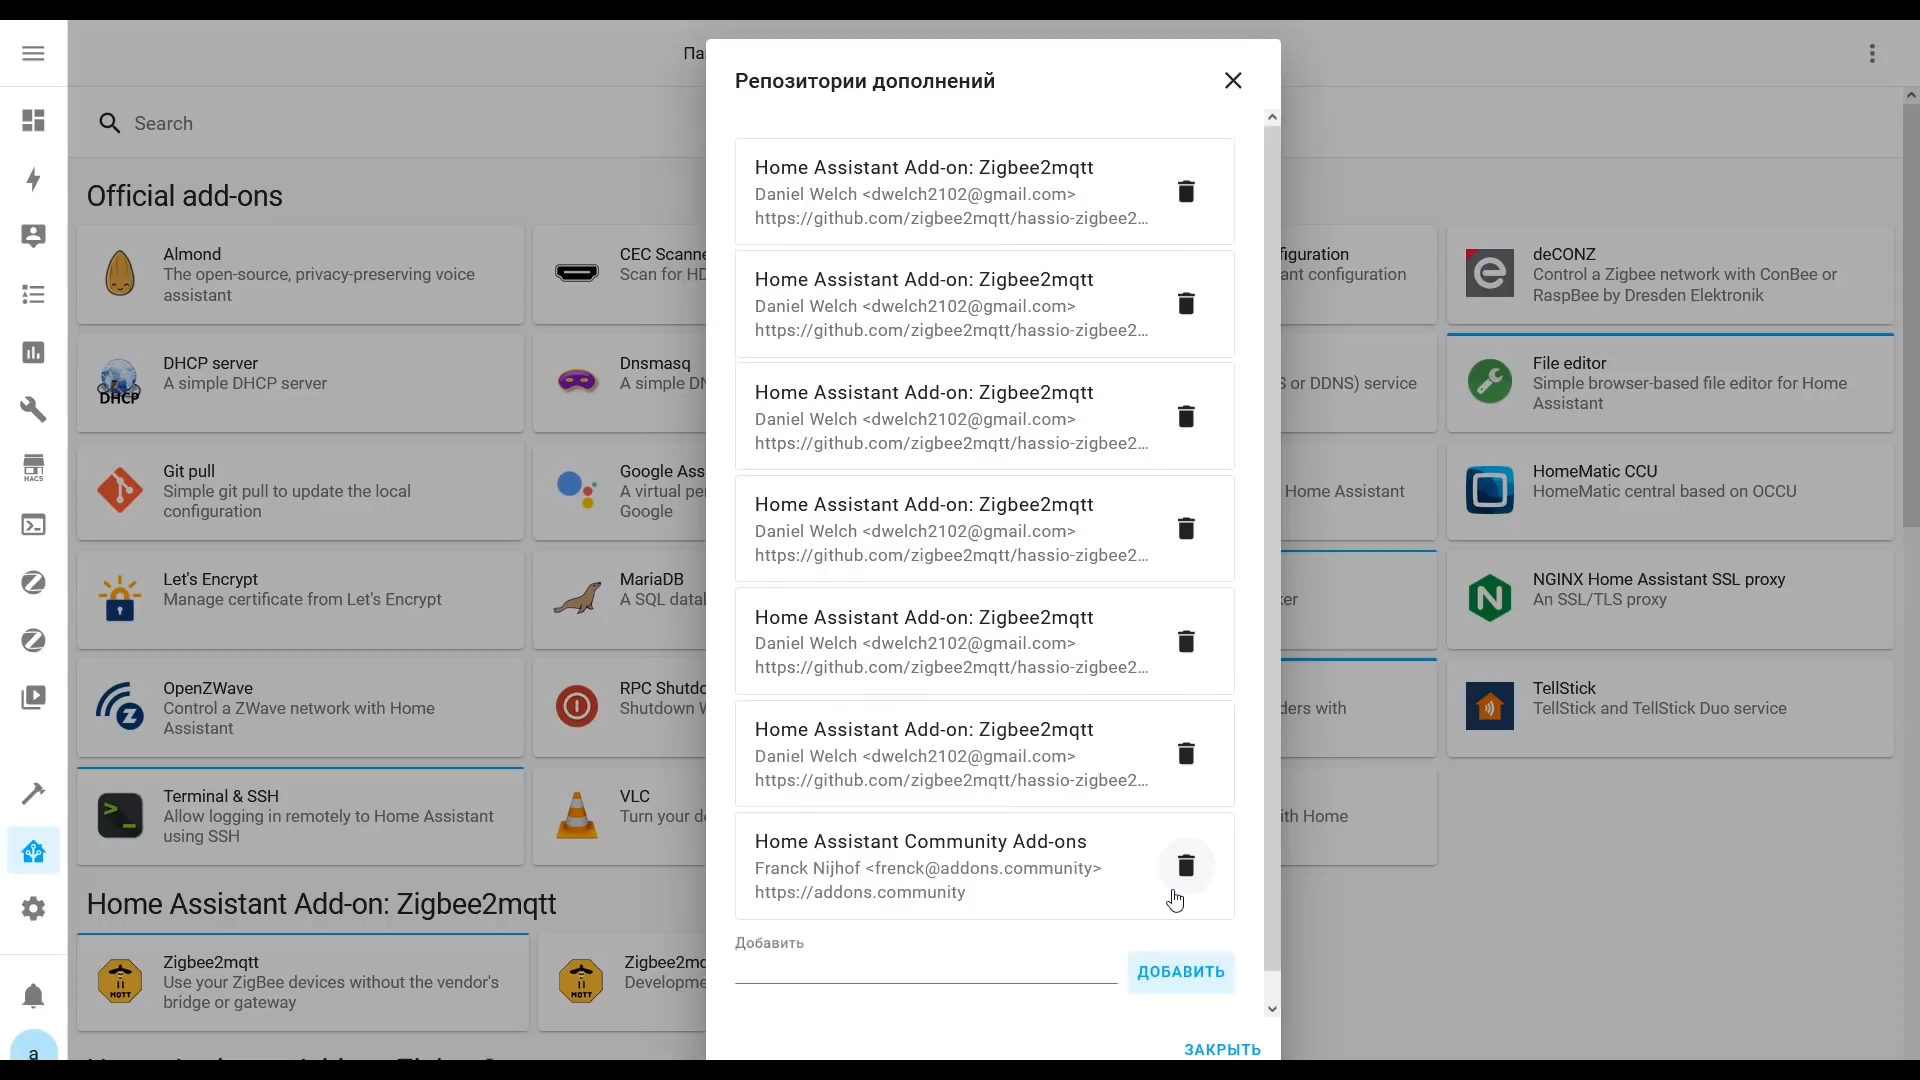 Па
Репозитории дополнений
Search
Official add-ons
Almond
The open-source, privacy-preserving voice
assistant
CEC Scanne
Scan for HD
figuration
ant configuration
deCONZ
Control a Zigbee network with ConBee or
RaspBee by Dresden Elektronik
DHCP
DHCP server
A simple DHCP server
Dnsmasq
A simple DN
S or DDNS) service
File editor
Simple browser-based file editor for Home
Assistant
HACS
Git pull
Simple git pull to update the local
configuration
Google Ass
A virtual pe
Google
Home Assistant
HomeMatic CCU
HomeMatic central based on OCCU
Let's Encrypt
Manage certificate from Let's Encrypt
MariaDB
A SQL datal
er
NGINX Home Assistant SSL proxy
An SSL/TLS proxy
OpenZWave
Control a ZWave network with Home
Assistant
RPC Shutdo
Shutdown W
ders with
TellStick
TellStick and TellStick Duo service
Terminal & SSH
Allow logging in remotely to Home Assistant
using SSH
VLC
Turn your de
ith Home
Home Assistant Add-on: Zigbee2mqtt
MQTT
Zigbee2mqtt
Use your ZigBee devices without the vendor's
bridge or gateway
MQTT
Zigbee2mq
Developme
a
Home Assistant Add-on: Zigbee2mqtt
Daniel Welch <dwelch2102@gmail.com>
https://github.com/zigbee2mqtt/hassio-zigbee2...
Home Assistant Add-on: Zigbee2mqtt
Daniel Welch <dwelch2102@gmail.com>
https://github.com/zigbee2mqtt/hassio-zigbee2...
Home Assistant Add-on: Zigbee2mqtt
Daniel Welch <dwelch2102@gmail.com>
https://github.com/zigbee2mqtt/hassio-zigbee2...
Home Assistant Add-on: Zigbee2mqtt
Daniel Welch <dwelch2102@gmail.com>
https://github.com/zigbee2mqtt/hassio-zigbee2...
Home Assistant Add-on: Zigbee2mqtt
Daniel Welch <dwelch2102@gmail.com>
https://github.com/zigbee2mqtt/hassio-zigbee2...
Home Assistant Add-on: Zigbee2mqtt
Daniel Welch <dwelch2102@gmail.com>
https://github.com/zigbee2mqtt/hassio-zigbee2...
Home Assistant Community Add-ons
Franck Nijhof <frenck@addons.community>
https://addons.community
Добавить
ДОБАВИТЬ
ЗАКРЫТЬ